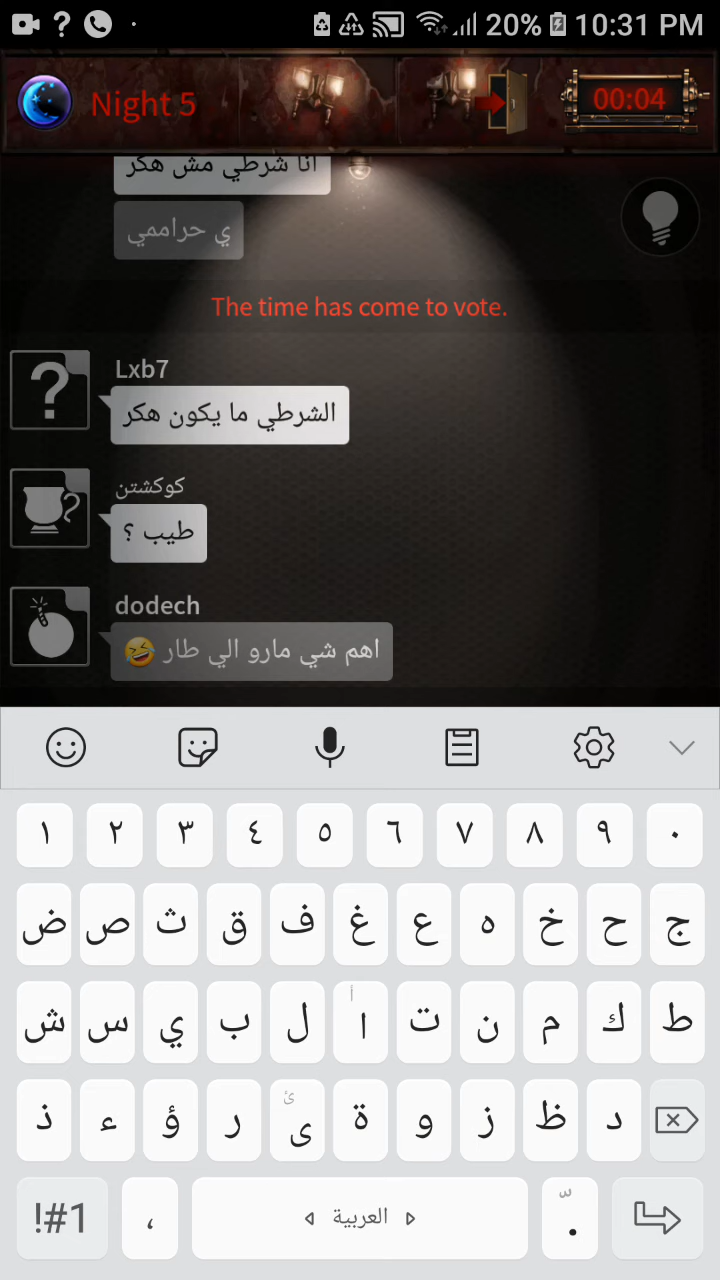 20% 10:31 PM
Night 5
00:04
انا شرطي مش هكر
ي حراممي
The time has come to vote.
Lxb7
الشرطي ما يكون هكر
كوكشتن
طيب ؟
dodech
اهم شي مارو الي طار 🤣
١ ٢ ٣ ٤ ٥ ٦ ٧ ٨ ٩ ٠
ض ص ث ق ف غ ع ه خ ح ج
ش س ي ب ل ا أ ت ن م ك ط
ذ ء ؤ ر ى ئ ة و ز ظ د
!#1 ، العربية . ّ